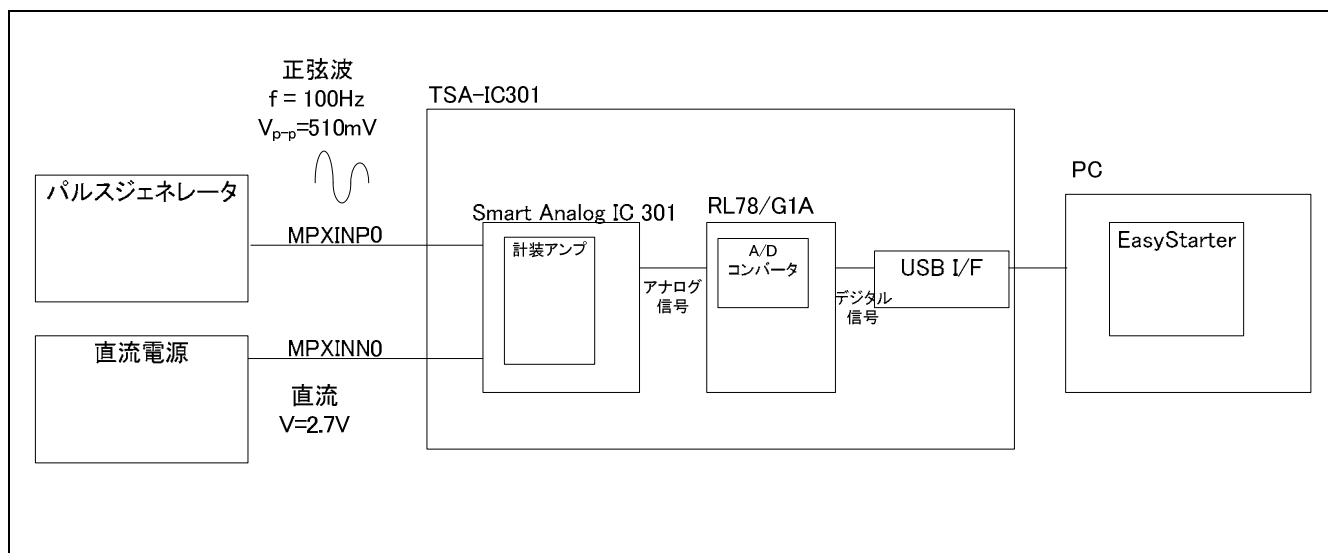 正弦波
f = 100Hz
Vp-p=510mV
TSA-IC301
パルスジェネレータ
MPXINP0
Smart Analog IC 301
計装アンプ
アナログ
信号
RL78/G1A
A/D
コンバータ
デジタル
信号
USB I/F
PC
EasyStarter
直流電源
MPXINN0
直流
V=2.7V